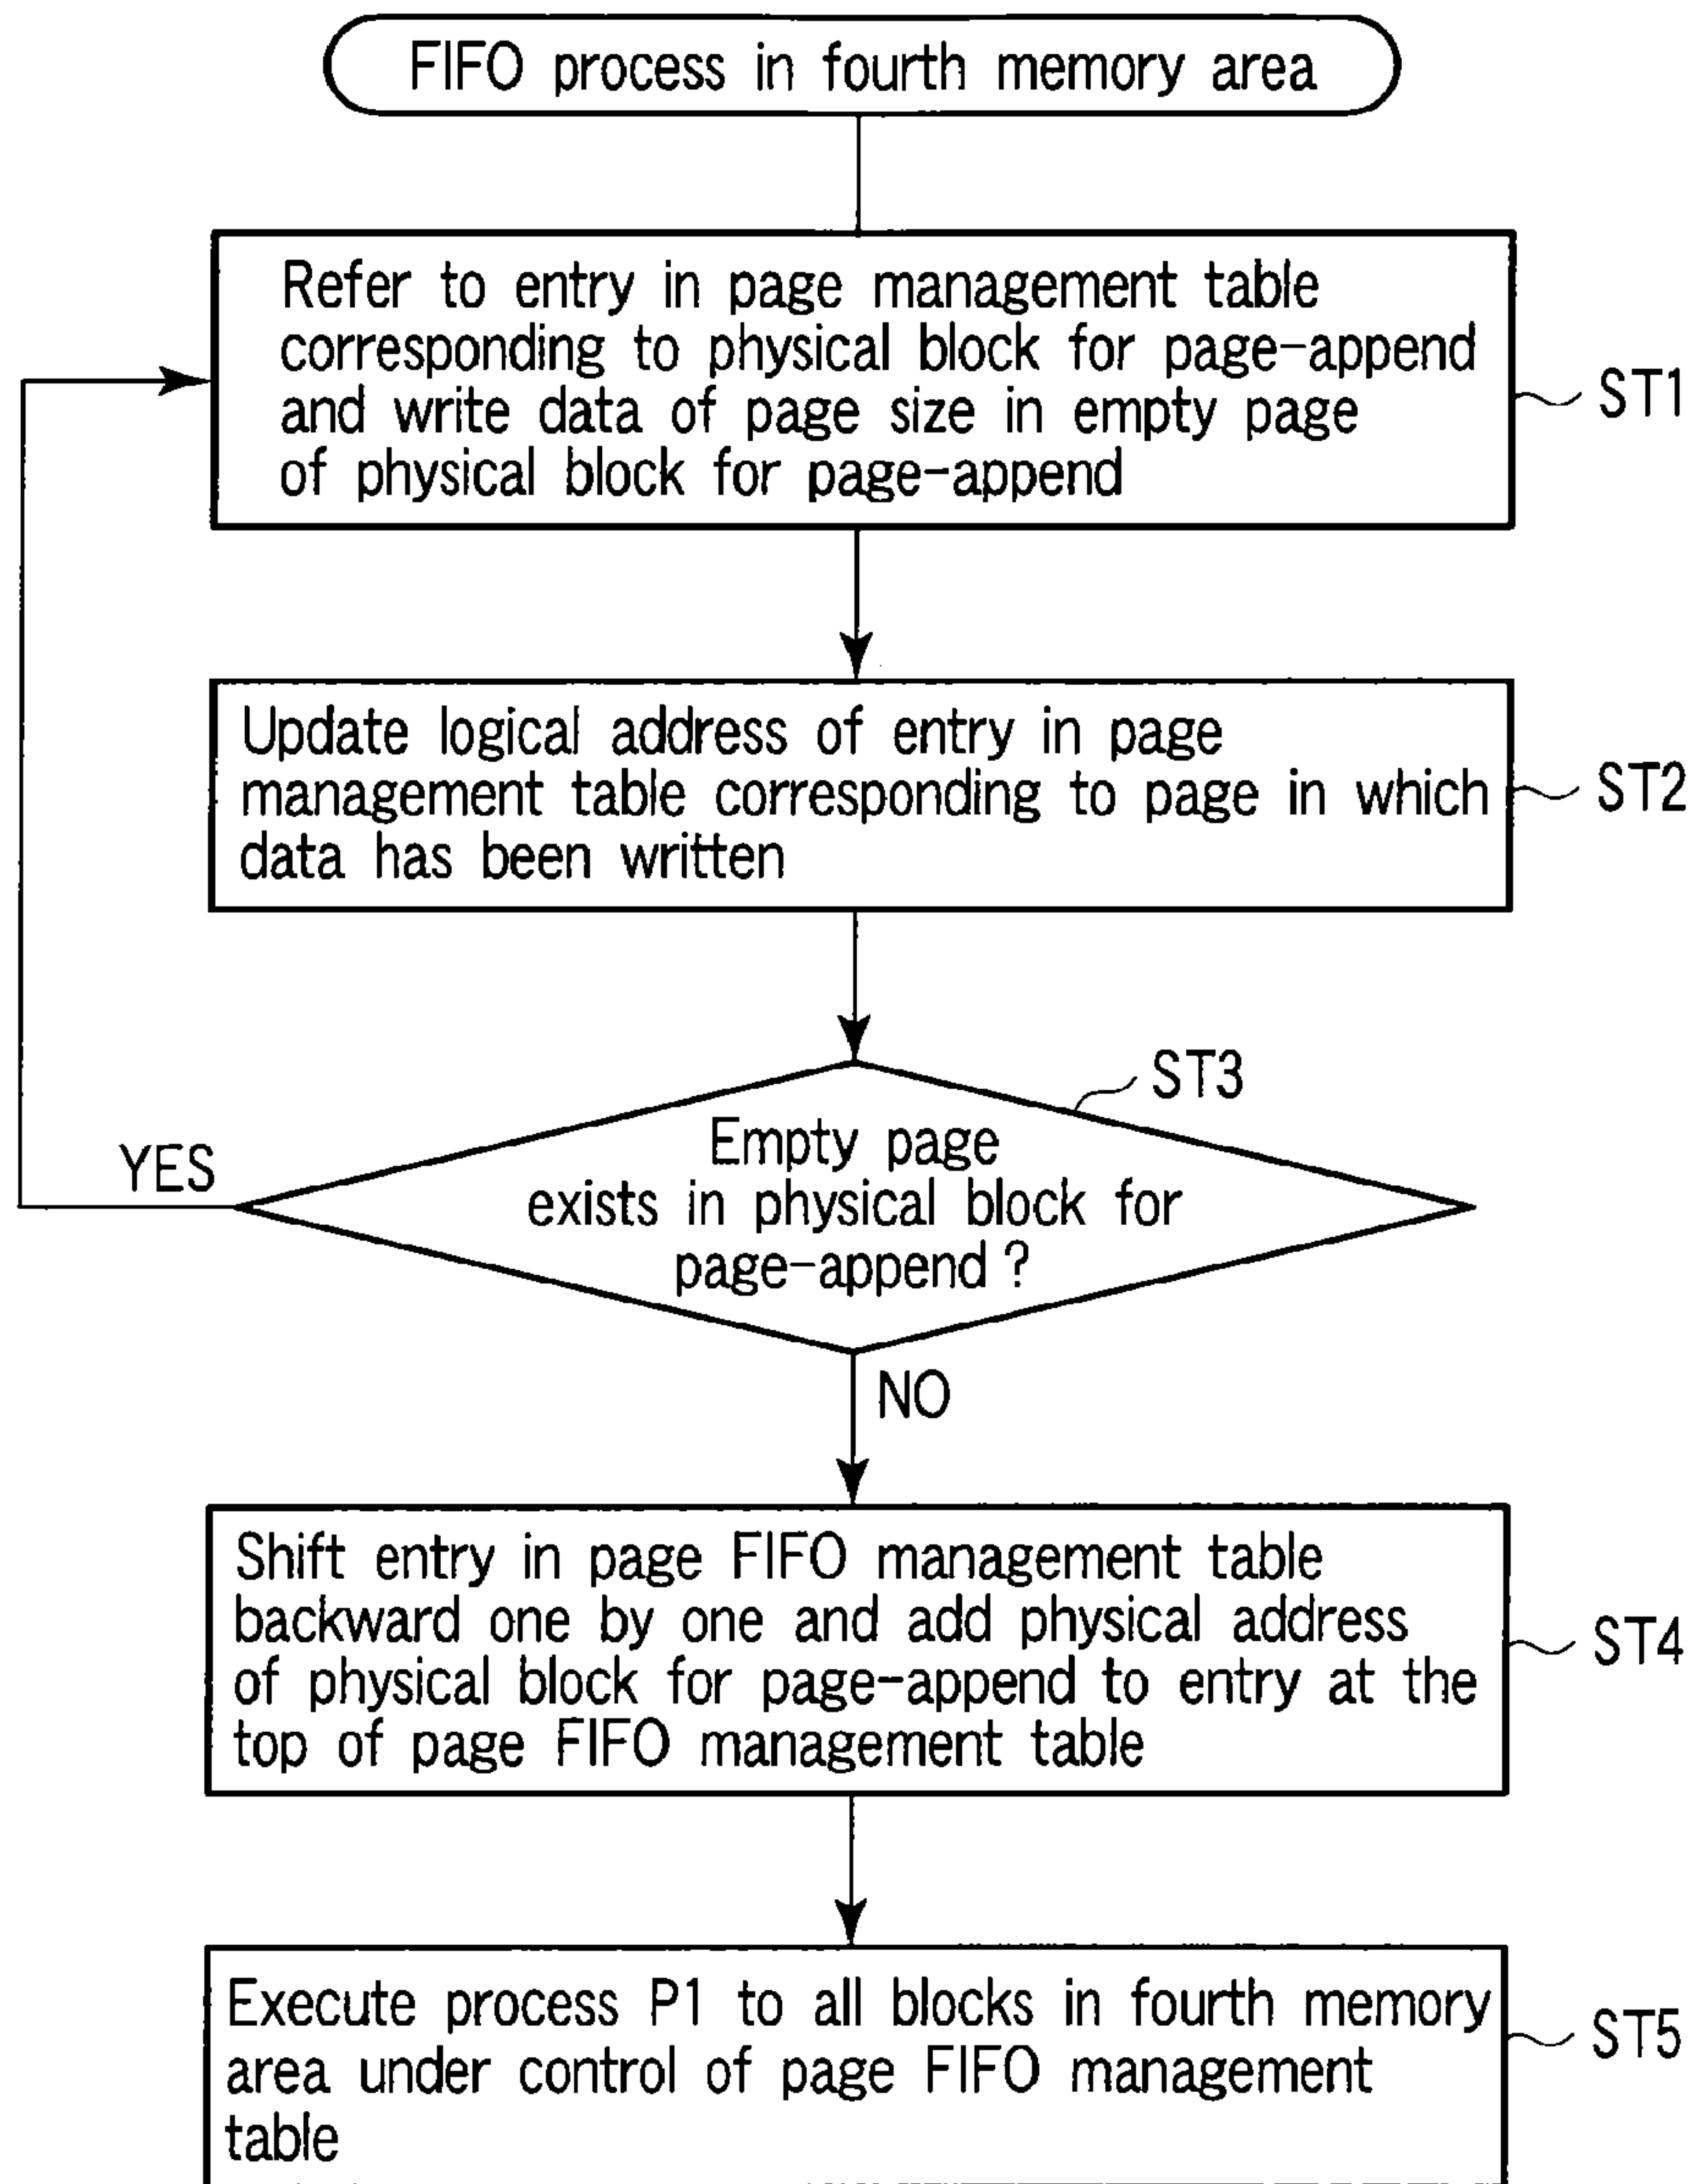 FIFO process in fourth memory area
Refer to entry in page management table
corresponding to physical block for page-append
and write data of page size in empty page
of physical block for page-append
ST1
Update logical address of entry in page
management table corresponding to page in which
data has been written
ST2
ST3
Empty page
exists in physical block for
page-append ?
YES
NO
Shift entry in page FIFO management table
backward one by one and add physical address
of physical block for page-append to entry at the
top of page FIFO management table
ST4
Execute process P1 to all blocks in fourth memory
area under control of page FIFO management
table
ST5